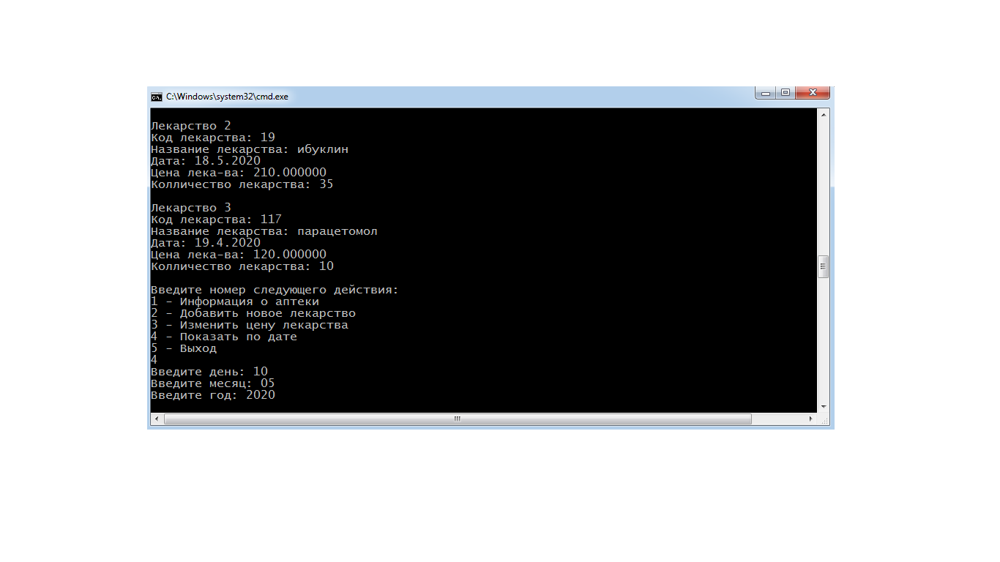 C:\Windows\system32\cmd.exe
Лекарство 2
Код лекарства: 19
Название лекарства: ибуклин
Дата: 18.5.2020
Цена лека-ва: 210.000000
Колличество лекарства: 35
Лекарство 3
Код лекарства: 117
Название лекарства: парацетомол
Дата: 19.4.2020
Цена лека-ва: 120.000000
Колличество лекарства: 10
Введите номер следующего действия:
1 - Информация о аптеки
2 - Добавить новое лекарство
3 - Изменить цену лекарства
4 - Показать по дате
5 - Выход
4
Введите день: 10
Введите месяц: 05
Введите год: 2020